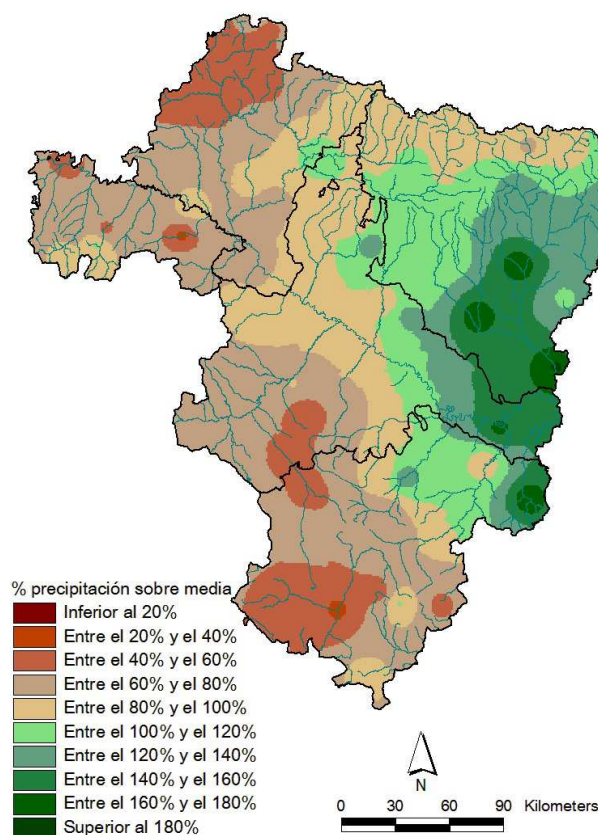 % precipitación sobre media
Inferior al 20%
Entre el 20% y el 40%
Entre el 40% y el 60%
Entre el 60% y el 80%
Entre el 80% y el 100%
Entre el 100% y el 120%
Entre el 120% y el 140%
Entre el 140% y el 160%
Entre el 160% y el 180%
Superior al 180%
N
0 30 60 90 Kilometers